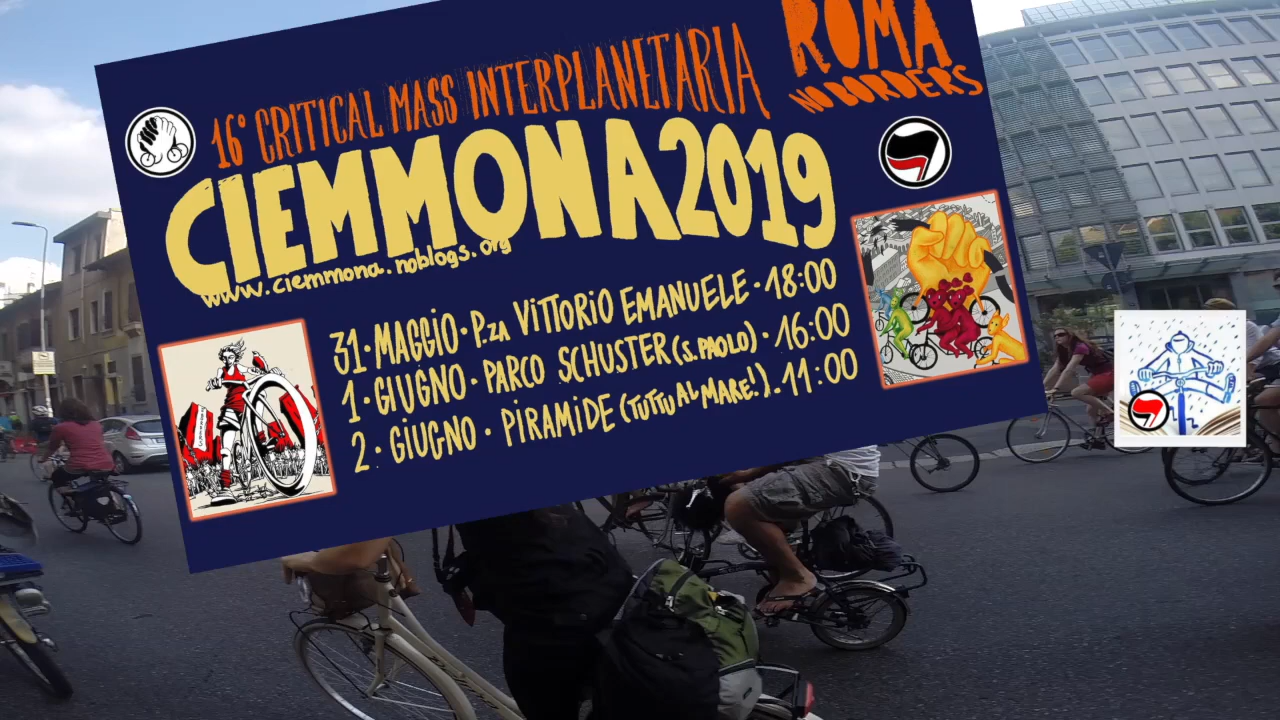 ROMA
NO BORDERS
16° CRITICAL MASS INTERPLANETARIA
CIEMMONA2019
www.ciemmona.noblogs.org
31·MAGGIO·P.ZA VITTORIO EMANUELE·18:00
1·GIUGNO·PARCO SCHUSTER (S.PAOLO)·16:00
2·GIUGNO·PIRAMIDE (TUTTU AL MARE!).11:00